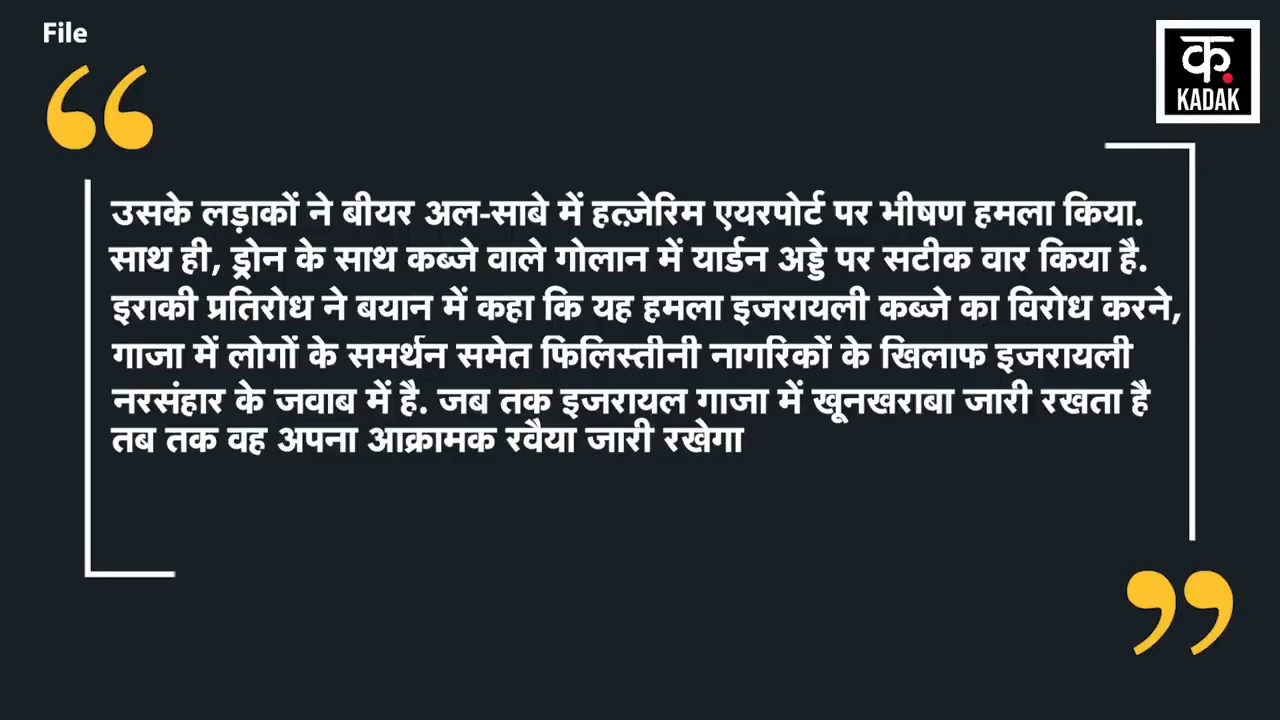 File
क.
KADAK
“
उसके लड़ाकों ने बीयर अल-साबे में हत्ज़ेरिम एयरपोर्ट पर भीषण हमला किया.
साथ ही, ड्रोन के साथ कब्जे वाले गोलान में यार्डन अड्डे पर सटीक वार किया है.
इराकी प्रतिरोध ने बयान में कहा कि यह हमला इजरायली कब्जे का विरोध करने,
गाजा में लोगों के समर्थन समेत फिलिस्तीनी नागरिकों के खिलाफ इजरायली
नरसंहार के जवाब में है. जब तक इजरायल गाजा में खूनखराबा जारी रखता है
तब तक वह अपना आक्रामक रवैया जारी रखेगा
”